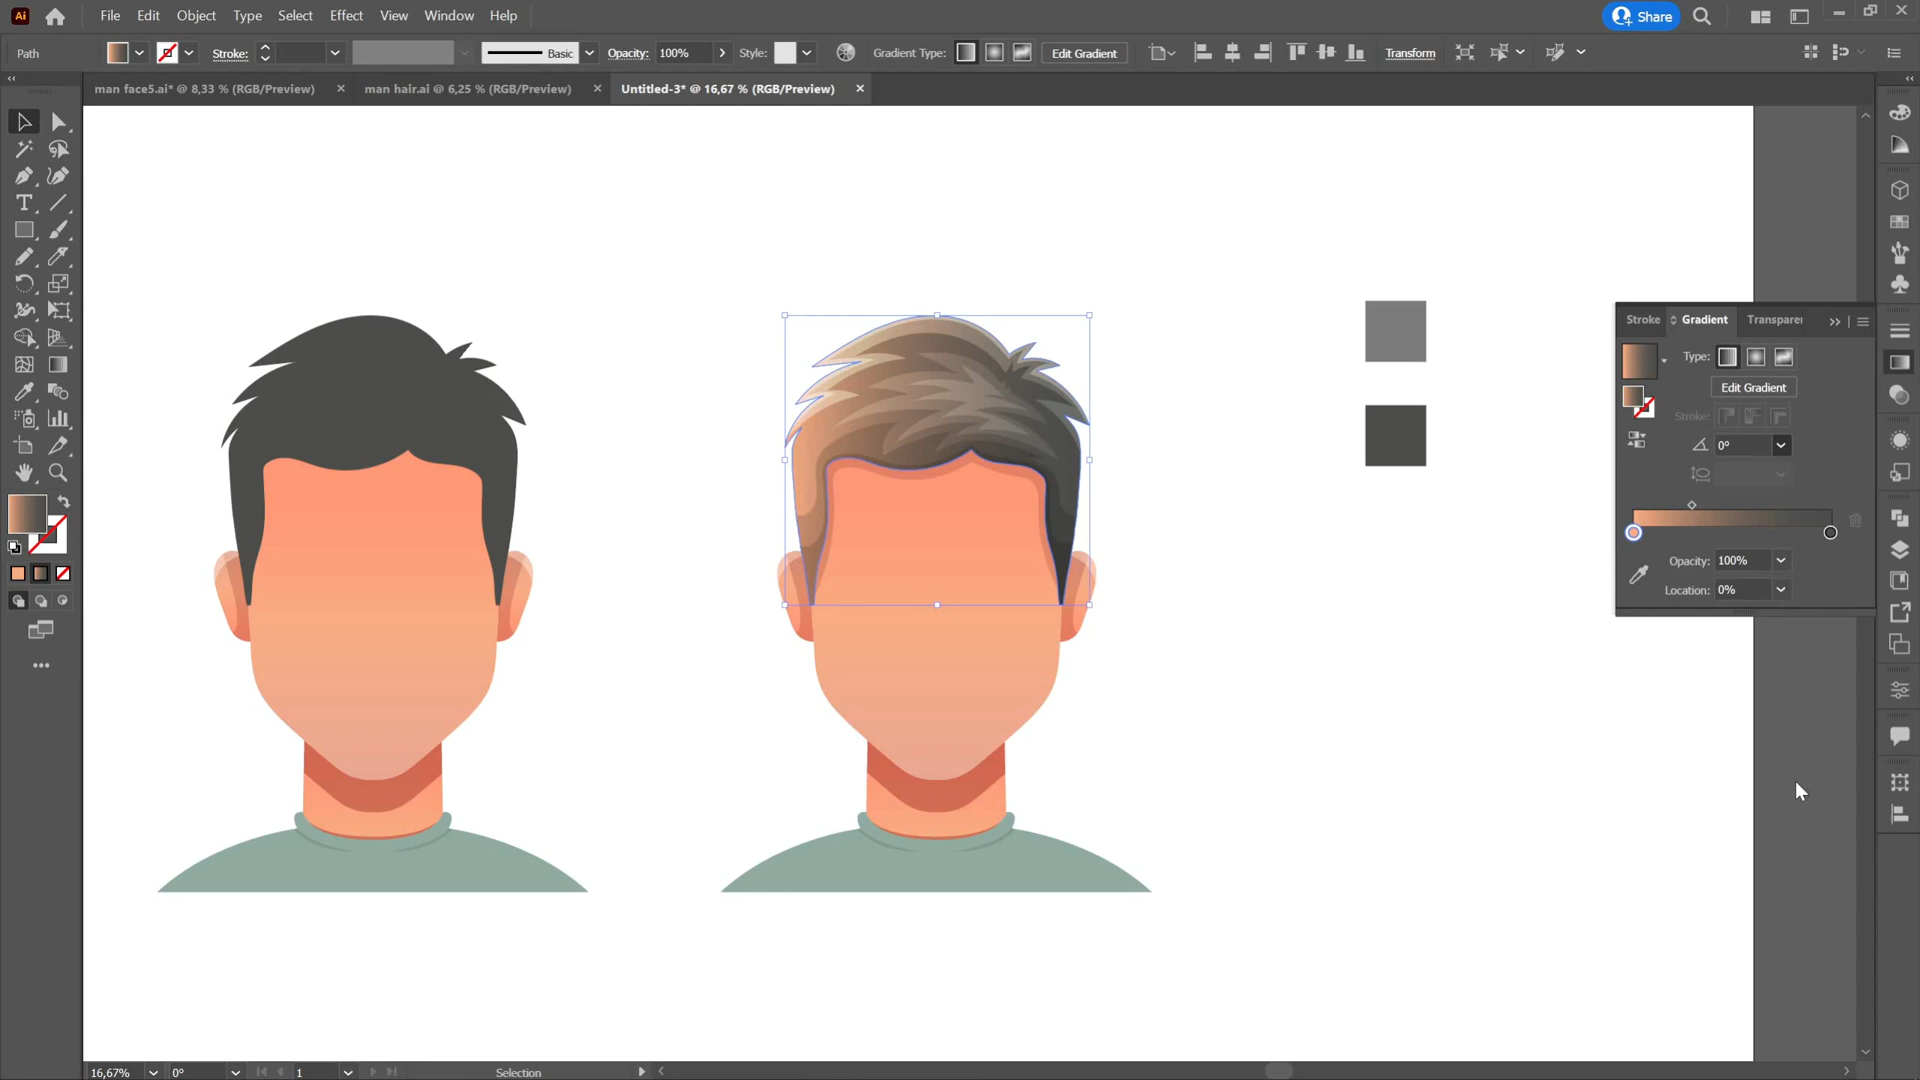 Ai File Edit Object Type Select Effect View Window Help Share
Path Stroke: Basic Opacity: 100% Style: Gradient Type: Edit Gradient Transform
man face5.ai* @ 8,33 % (RGB/Preview) man hair.ai @ 6,25 % (RGB/Preview) Untitled-3* @ 16,67 % (RGB/Preview)
Stroke Gradient Transparen
Type:
Edit Gradient
Stroke:
0°
Opacity: 100%
Location: 0%
16,67% 0° 1 Selection